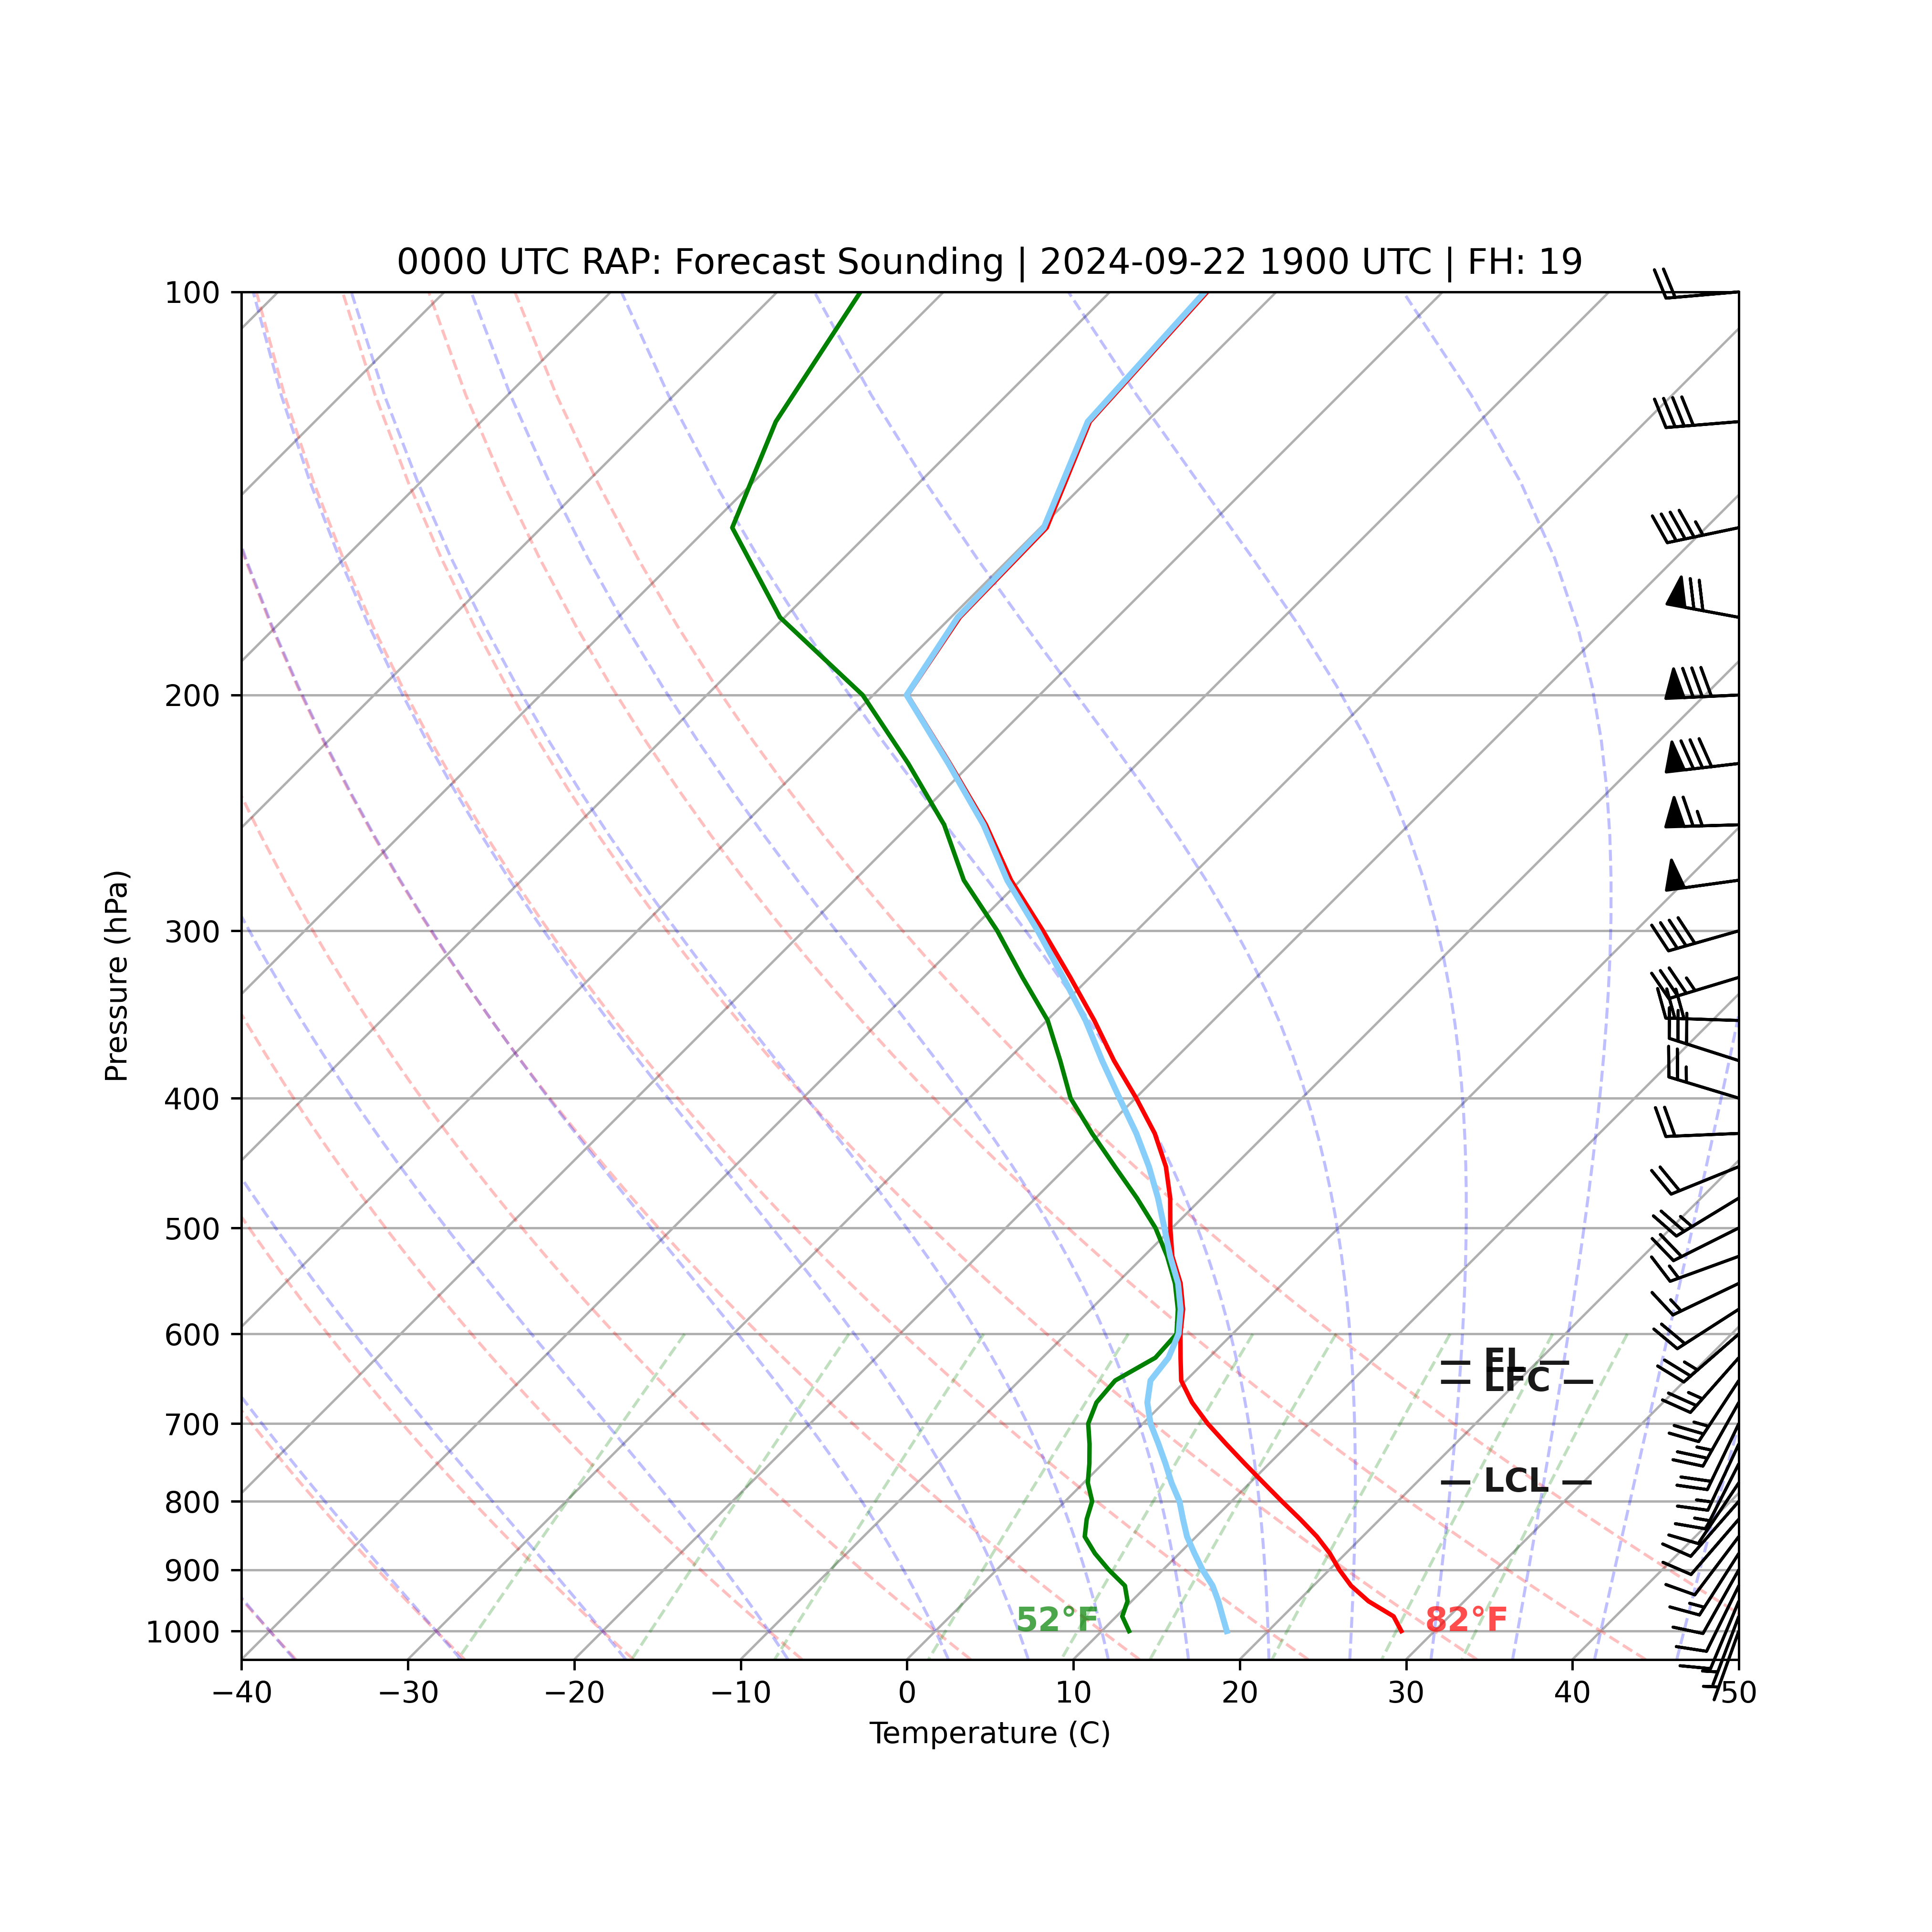 0000 UTC RAP: Forecast Sounding | 2024-09-22 1900 UTC | FH: 19
100
200
300
400
500
600
700
800
900
1000
Pressure (hPa)
— EL —
— LFC —
— LCL —
52°F
82°F
−40 −30 −20 −10 0 10 20 30 40 50
Temperature (C)